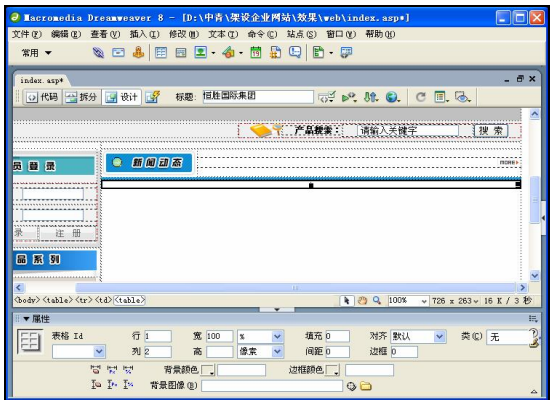 Macromedia Dreamweaver 8 - [D:\中青\架设企业网站\效果\web\index.asp*]
文件(F) 编辑(E) 查看(V) 插入(I) 修改(M) 文本(T) 命令(C) 站点(S) 窗口(W) 帮助(H)
常用
index.asp*
代码 拆分 设计 标题: 恒胜国际集团
产品搜索: 请输入关键字 搜 索
员 登 录 新 闻 动 态 MORE
录 注 册
品 系 列
<body> <table> <tr> <td> <table> 100% 726 x 263 16 K / 3 秒
属性
表格 Id 行 1 宽 100 % 填充 0 对齐 默认 类(C) 无
列 2 高 像素 间距 0 边框 0
背景颜色 边框颜色
背景图像(B)